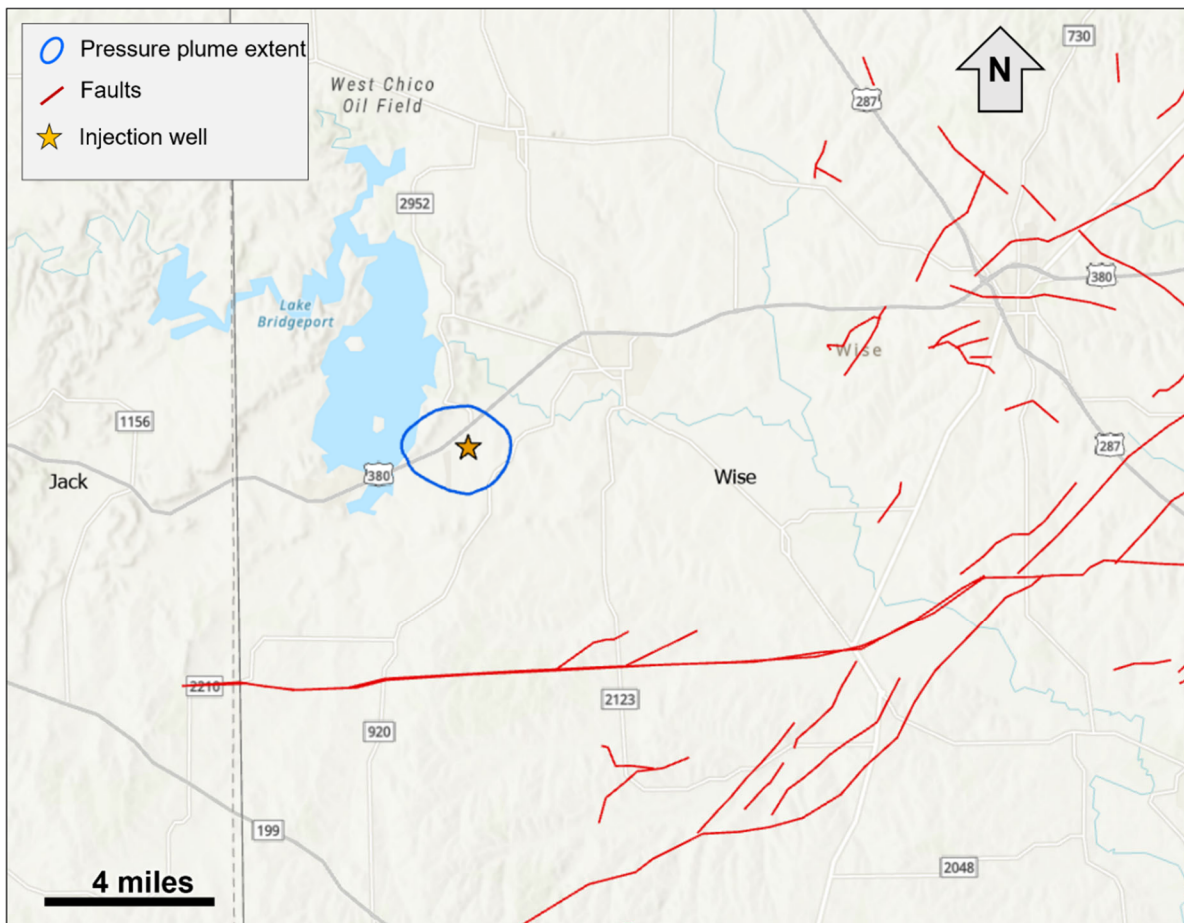 Pressure plume extent
Faults
Injection well
N
730
287
West Chico
Oil Field
2952
380
Lake
Bridgeport
Wise
1156
287
380
Jack
Wise
2210
2123
920
199
2048
4 miles